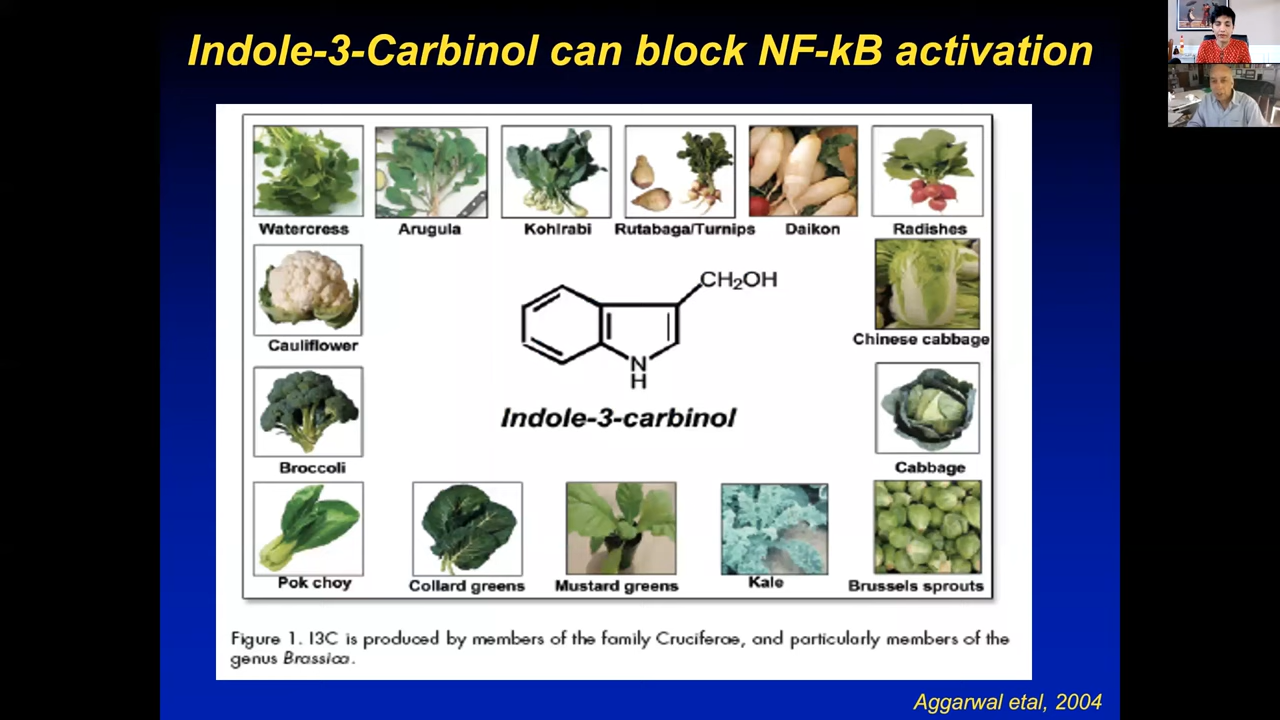 Indole-3-Carbinol can block NF-kB activation
Watercress
Arugula
Kohlrabi
Rutabaga/Turnips
Daikon
Radishes
Cauliflower
CH₂OH
Chinese cabbage
N
H
Indole-3-carbinol
Broccoli
Cabbage
Pok choy
Collard greens
Mustard greens
Kale
Brussels sprouts
Figure 1. I3C is produced by members of the family Cruciferae, and particularly members of the
genus Brassica.
Aggarwal etal, 2004